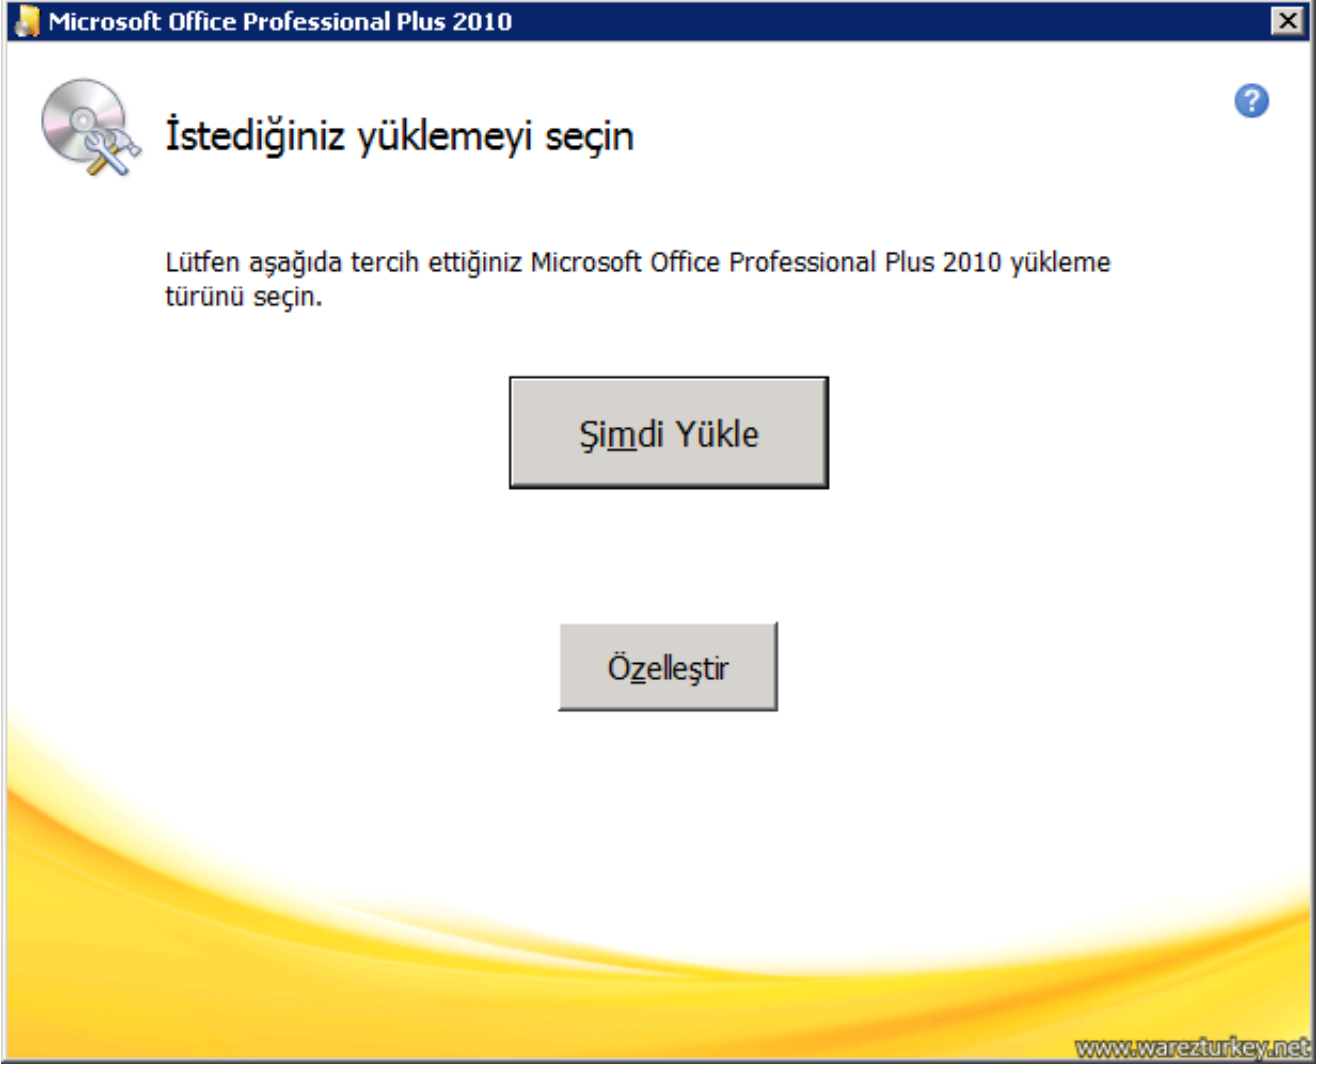 Microsoft Office Professional Plus 2010
İstediğiniz yüklemeyi seçin
Lütfen aşağıda tercih ettiğiniz Microsoft Office Professional Plus 2010 yükleme
türünü seçin.
Şimdi Yükle
Özelleştir
www.warezturkey.net